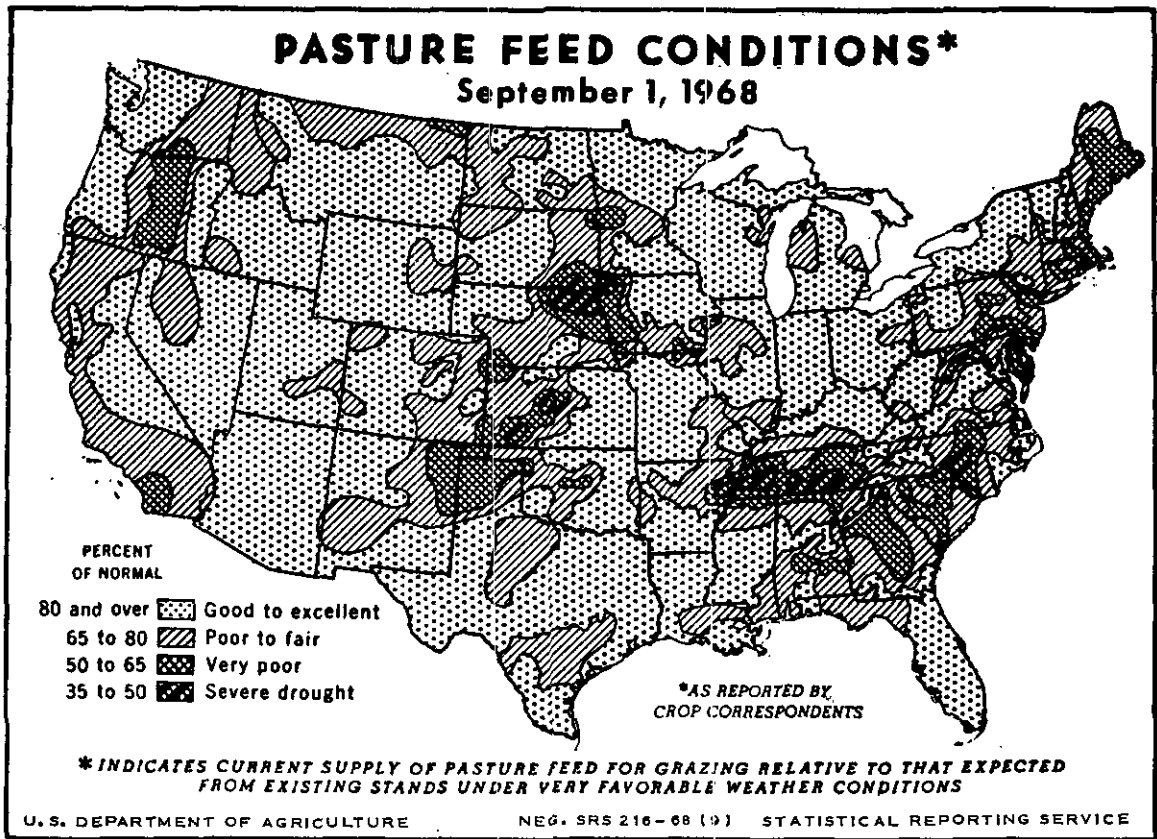 PASTURE FEED CONDITIONS*
September 1, 1968
PERCENT
OF NORMAL
80 and over Good to excellent
65 to 80 Poor to fair
50 to 65 Very poor
35 to 50 Severe drought
*AS REPORTED BY
CROP CORRESPONDENTS
* INDICATES CURRENT SUPPLY OF PASTURE FEED FOR GRAZING RELATIVE TO THAT EXPECTED
FROM EXISTING STANDS UNDER VERY FAVORABLE WEATHER CONDITIONS
U.S. DEPARTMENT OF AGRICULTURE NEG. SRS 216-68 (9) STATISTICAL REPORTING SERVICE